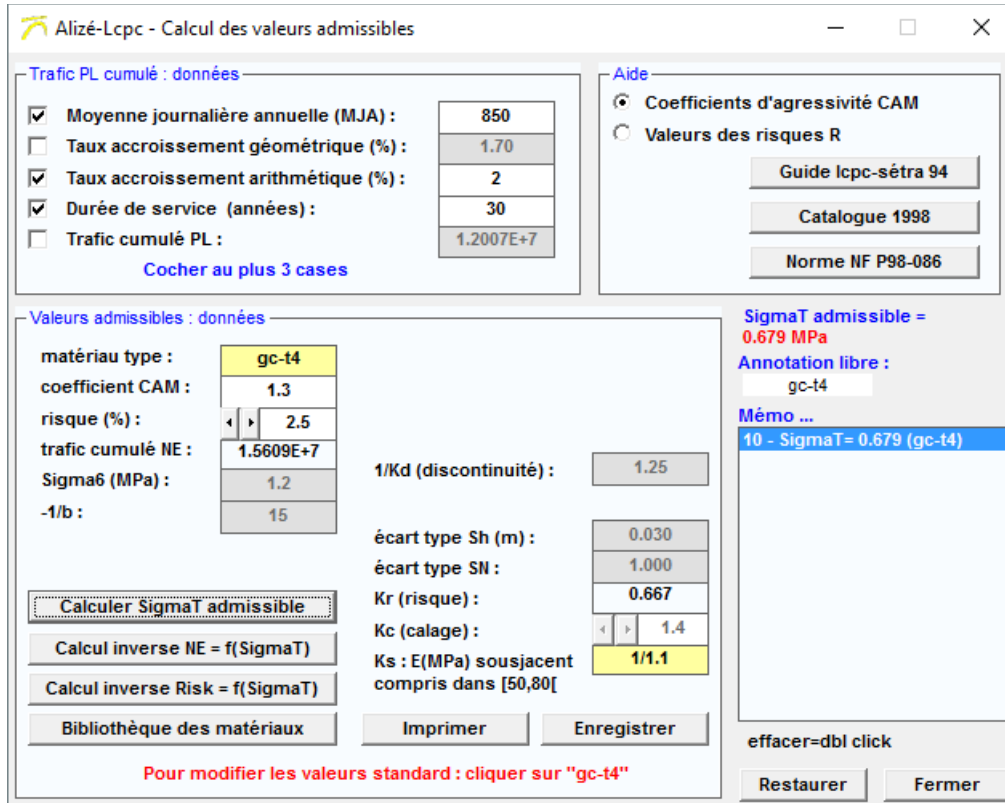 Alizé-Lcpc - Calcul des valeurs admissibles
Trafic PL cumulé : données
Moyenne journalière annuelle (MJA) : 850
Taux accroissement géométrique (%) : 1.70
Taux accroissement arithmétique (%) : 2
Durée de service (années) : 30
Trafic cumulé PL : 1.2007E+7
Cocher au plus 3 cases
Aide
Coefficients d'agressivité CAM
Valeurs des risques R
Guide lcpc-sétra 94
Catalogue 1998
Norme NF P98-086
Valeurs admissibles : données
matériau type : gc-t4
coefficient CAM : 1.3
risque (%) : 2.5
trafic cumulé NE : 1.5609E+7
Sigma6 (MPa) : 1.2
-1/b : 15
1/Kd (discontinuité) : 1.25
écart type Sh (m) : 0.030
écart type SN : 1.000
Kr (risque) : 0.667
Kc (calage) : 1.4
Ks : E(MPa) sousjacent 1/1.1
compris dans [50,80[
Calculer SigmaT admissible
Calcul inverse NE = f(SigmaT)
Calcul inverse Risk = f(SigmaT)
Bibliothèque des matériaux
Imprimer
Enregistrer
Pour modifier les valeurs standard : cliquer sur "gc-t4"
SigmaT admissible =
0.679 MPa
Annotation libre :
gc-t4
Mémo ...
10 - SigmaT= 0.679 (gc-t4)
effacer=dbl click
Restaurer
Fermer